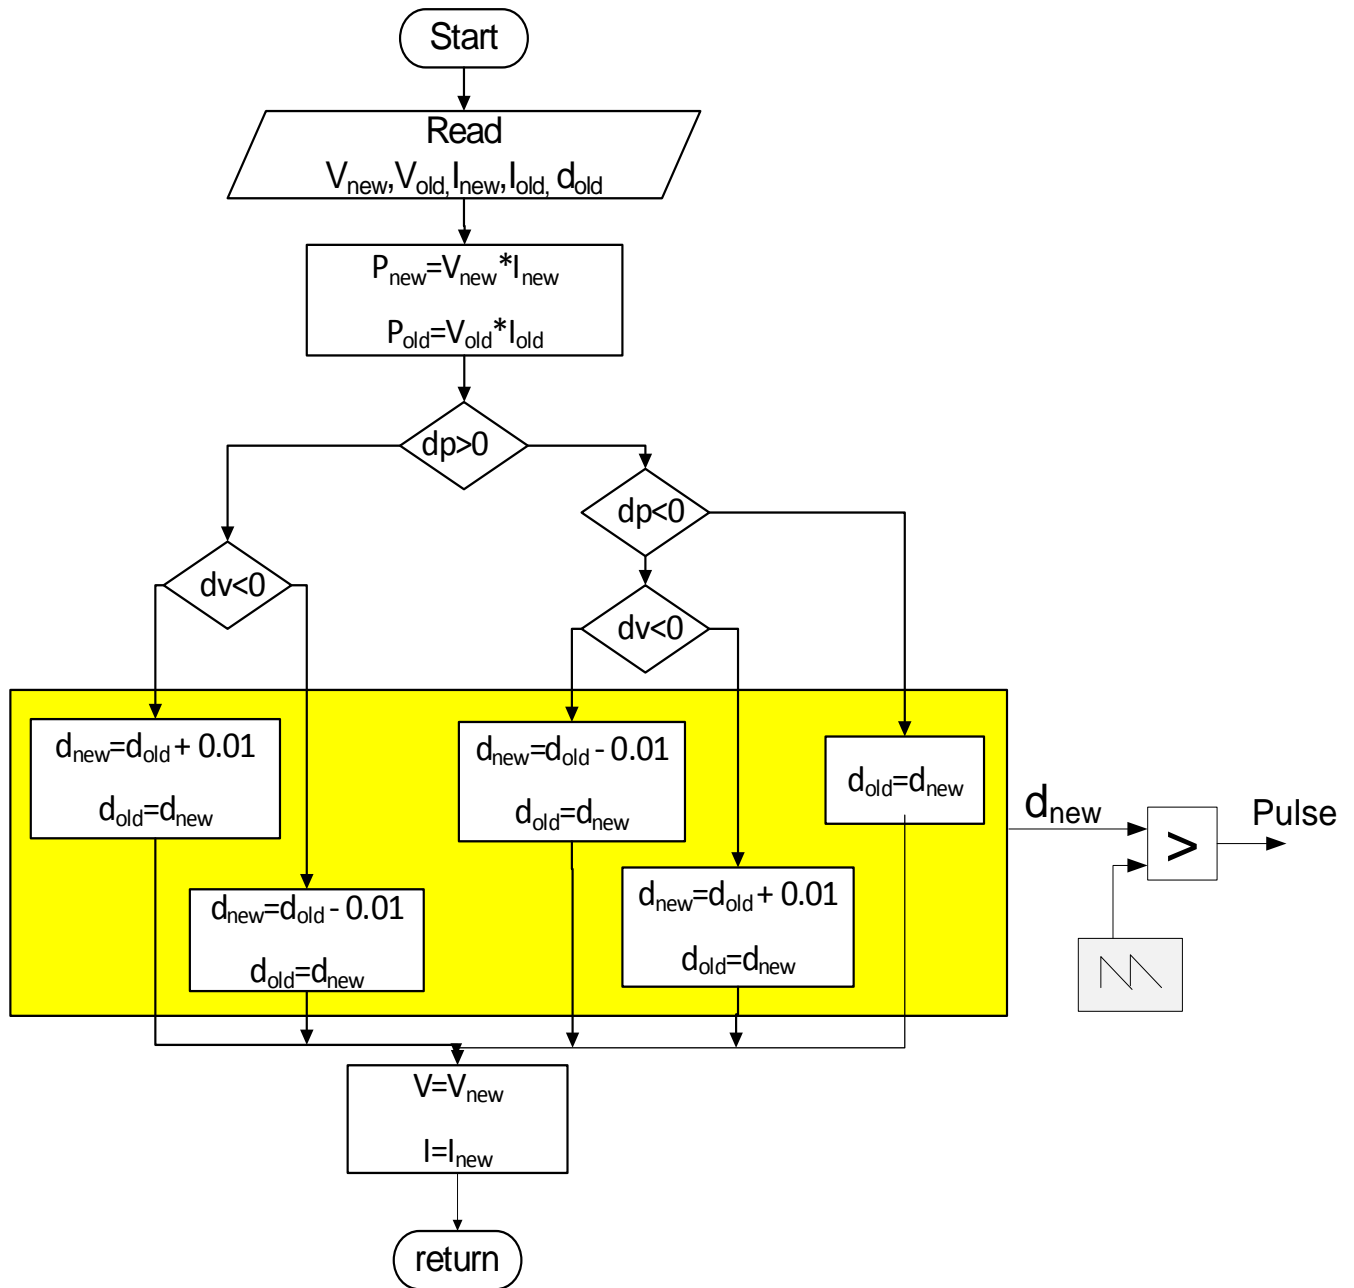 Start
Read
Vnew,Vold,Inew,Iold, dold
Pnew=Vnew*Inew
Pold=Vold*Iold
dp>0
dp<0
dv<0
dv<0
dnew=dold + 0.01
dold=dnew
dnew=dold - 0.01
dold=dnew
dold=dnew
dnew
Pulse
>
dnew=dold - 0.01
dold=dnew
dnew=dold + 0.01
dold=dnew
V=Vnew
I=Inew
return